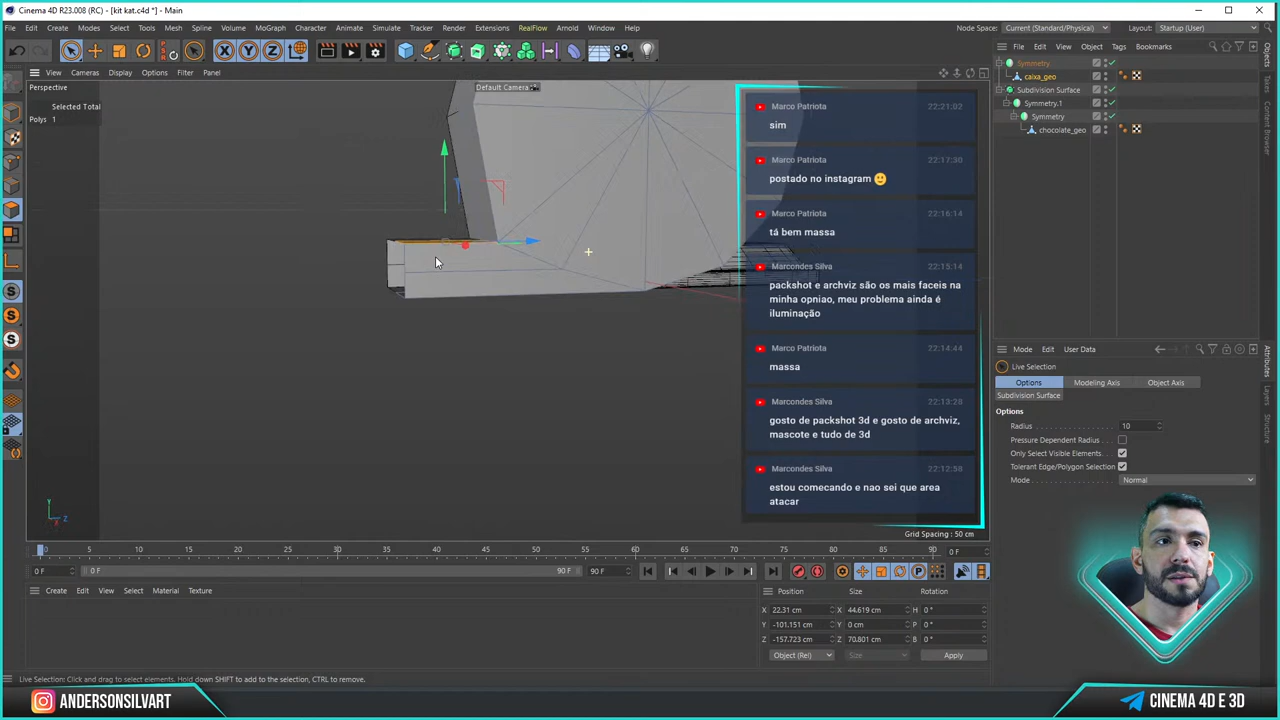 Cinema 4D R23.008 (RC) - [kit kat.c4d *] - Main
File Edit Create Modes Select Tools Mesh Spline Volume MoGraph Character Animate Simulate Tracker Render Extensions RealFlow Arnold Window Help
Node Space: Current (Standard/Physical) Layout: Startup (User)
View Cameras Display Options Filter Panel
File Edit View Object Tags Bookmarks
Perspective
Default Camera
Selected Total
Polys 1
Symmetry
caixa_geo
Subdivision Surface
Symmetry.1
Symmetry
chocolate_geo
Marco Patriota 22:21:02
sim
Marco Patriota 22:17:30
postado no instagram 🙂
Marco Patriota 22:16:14
tá bem massa
Marcondes Silva 22:15:14
packshot e archviz são os mais faceis na
minha opniao, meu problema ainda é
iluminação
Marco Patriota 22:14:44
massa
Marcondes Silva 22:13:28
gosto de packshot 3d e gosto de archviz,
mascote e tudo de 3d
Marcondes Silva 22:12:58
estou comecando e nao sei que area
atacar
Grid Spacing : 50 cm
Objects
Takes
Content Browser
Mode Edit User Data
Live Selection
Options Modeling Axis Object Axis
Subdivision Surface
Options
Radius 10
Pressure Dependent Radius
Only Select Visible Elements
Tolerant Edge/Polygon Selection
Mode Normal
Attributes
Layers
Structure
Y
Z
0 5 10 15 20 25 30 35 40 45 50 55 60 65 70 75 80 85 90 0 F
0 F 0 F 90 F 90 F
Create Edit View Select Material Texture
Position Size Rotation
X 22.31 cm X 44.619 cm H 0 °
Y -101.151 cm Y 0 cm P 0 °
Z -157.723 cm Z 70.801 cm B 0 °
Object (Rel) Size Apply
Live Selection: Click and drag to select elements. Hold down SHIFT to add to the selection, CTRL to remove.
ANDERSONSILVART
CINEMA 4D E 3D